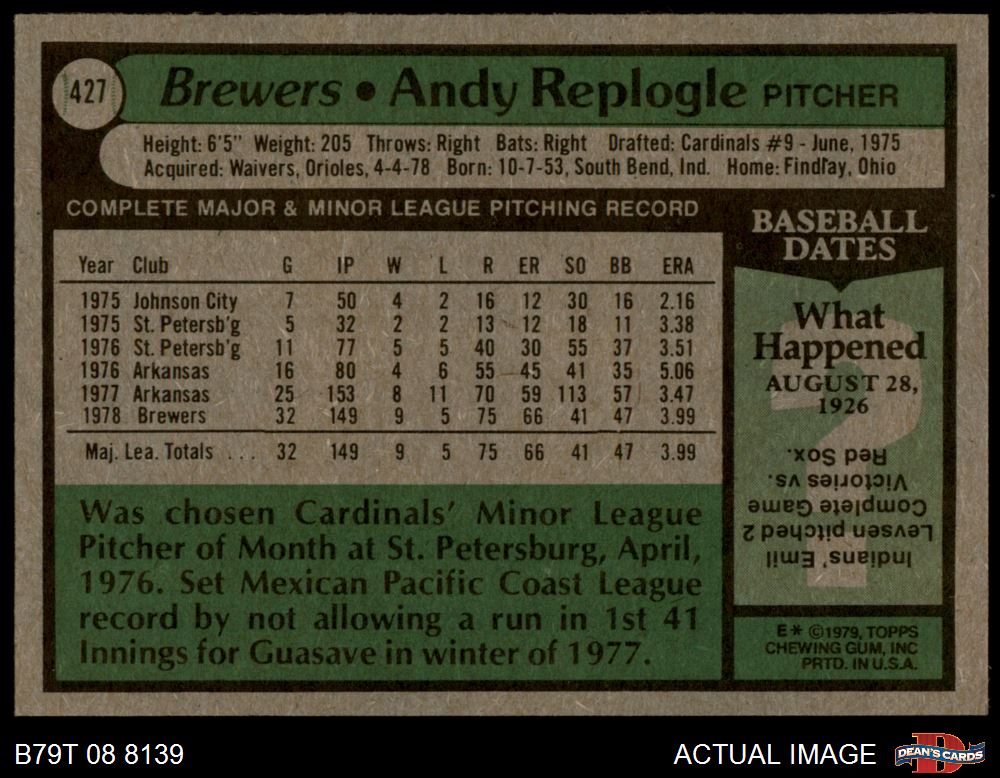 427
Brewers • Andy Replogle PITCHER
Height: 6'5" Weight: 205 Throws: Right Bats: Right Drafted: Cardinals #9 - June, 1975
Acquired: Waivers, Orioles, 4-4-78 Born: 10-7-53, South Bend, Ind. Home: Findlay, Ohio
COMPLETE MAJOR & MINOR LEAGUE PITCHING RECORD
Year Club G IP W L R ER SO BB ERA
1975 Johnson City 7 50 4 2 16 12 30 16 2.16
1975 St. Petersb'g 5 32 2 2 13 12 18 11 3.38
1976 St. Petersb'g 11 77 5 5 40 30 55 37 3.51
1976 Arkansas 16 80 4 6 55 45 41 35 5.06
1977 Arkansas 25 153 8 11 70 59 113 57 3.47
1978 Brewers 32 149 9 5 75 66 41 47 3.99
Maj. Lea. Totals . . . 32 149 9 5 75 66 41 47 3.99
Was chosen Cardinals' Minor League
Pitcher of Month at St. Petersburg, April,
1976. Set Mexican Pacific Coast League
record by not allowing a run in 1st 41
Innings for Guasave in winter of 1977.
BASEBALL
DATES
What
Happened
AUGUST 28,
1926
Indians' Emil
Levsen pitched 2
Complete Game
Victories vs.
Red Sox.
E* ©1979, TOPPS
CHEWING GUM, INC
PRTD. IN U.S.A.
B79T 08 8139
ACTUAL IMAGE
DEAN'S CARDS